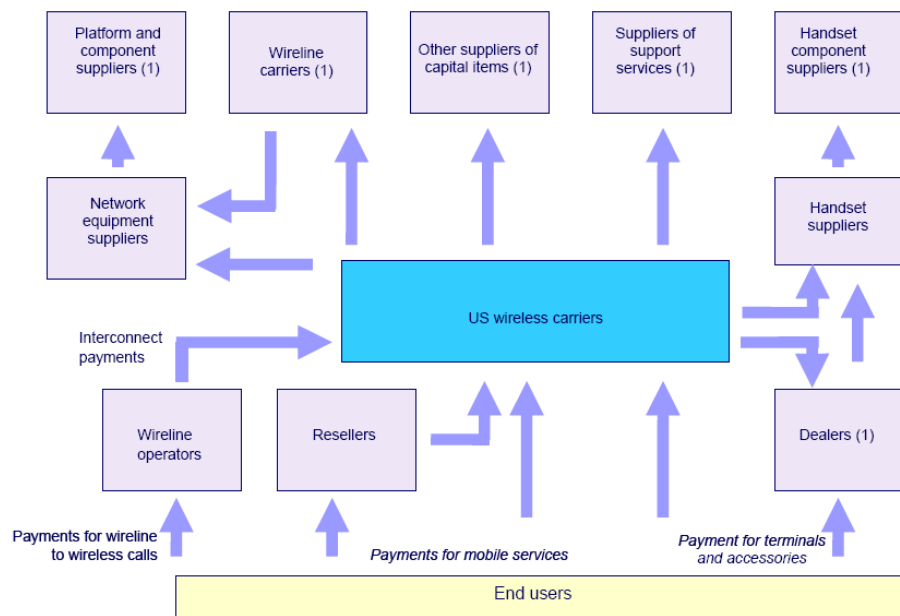 Platform and
component
suppliers (1)
Wireline
carriers (1)
Other suppliers of
capital items (1)
Suppliers of
support
services (1)
Handset
component
suppliers (1)
Network
equipment
suppliers
Handset
suppliers
US wireless carriers
Interconnect
payments
Wireline
operators
Resellers
Dealers (1)
Payments for wireline
to wireless calls
Payments for mobile services
Payment for terminals
and accessories
End users